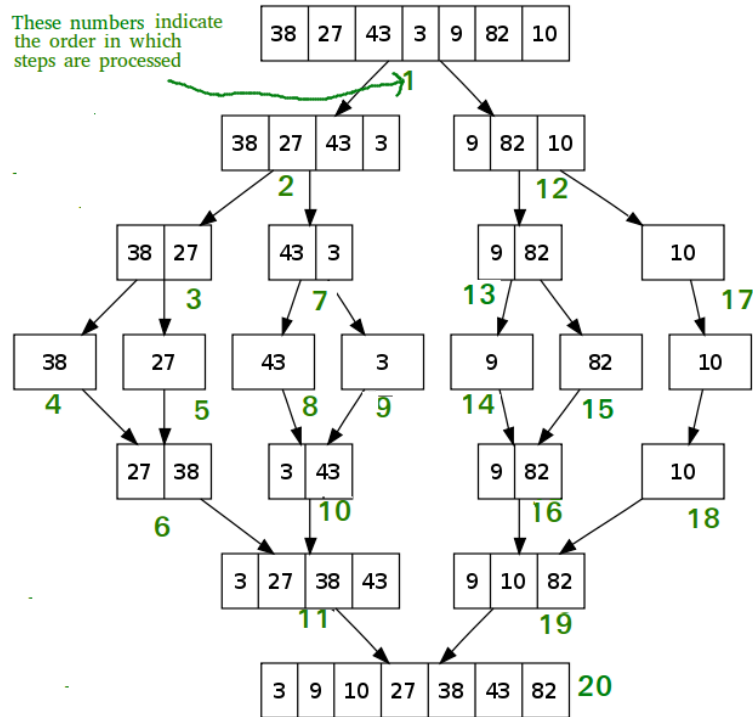 These numbers indicate
the order in which
steps are processed
38 27 43 3 9 82 10
1
38 27 43 3 9 82 10
2 12
38 27 43 3 9 82 10
3 7 13 17
38 27 43 3 9 82 10
4 5 8 9 14 15
27 38 3 43 9 82 10
6 10 16 18
3 27 38 43 9 10 82
11 19
3 9 10 27 38 43 82 20